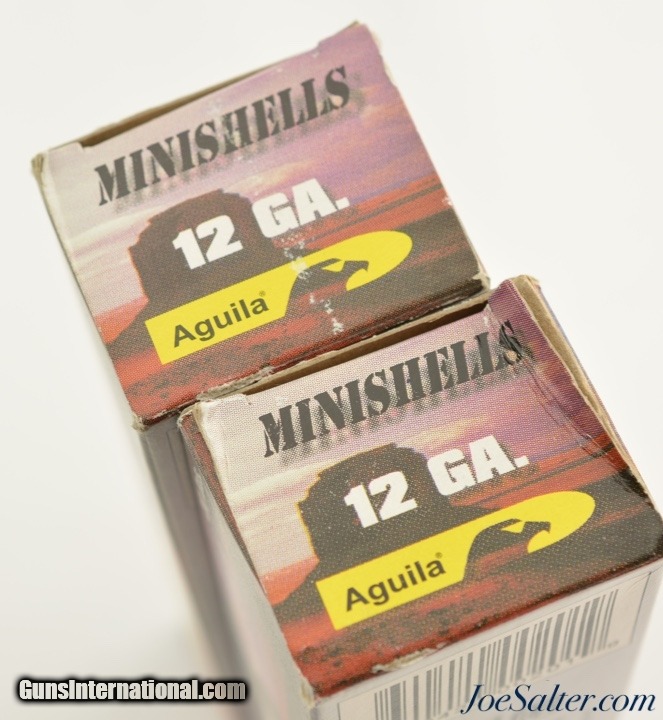 MINISHELLS
12 GA.
Aguila®
MINISHELLS
12 GA.
Aguila®
GunsInternational.com
JoeSalter.com